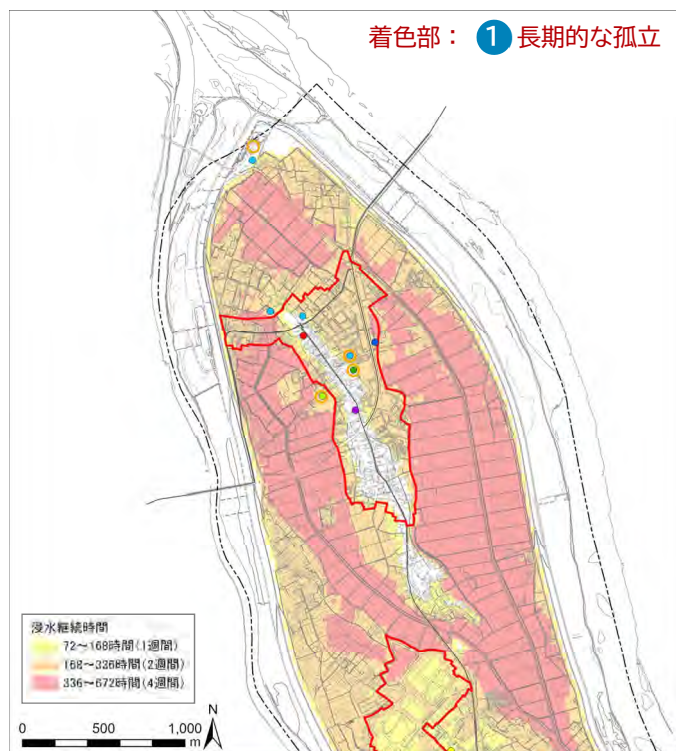 着色部： 1 長期的な孤立
浸水継続時間
72～168時間(1週間)
168～336時間(2週間)
336～672時間(4週間)
0 500 1,000
m
N